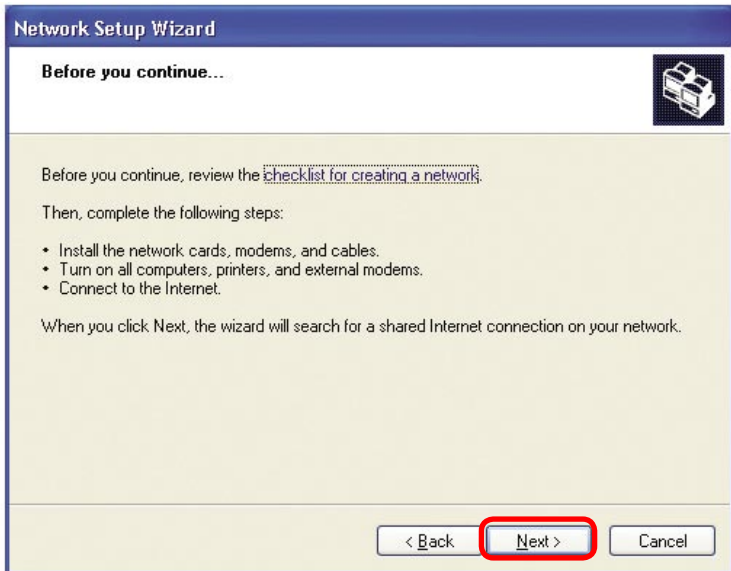 Network Setup Wizard
Before you continue...
Before you continue, review the checklist for creating a network.
Then, complete the following steps:
• Install the network cards, modems, and cables.
• Turn on all computers, printers, and external modems.
• Connect to the Internet.
When you click Next, the wizard will search for a shared Internet connection on your network.
< Back Next > Cancel